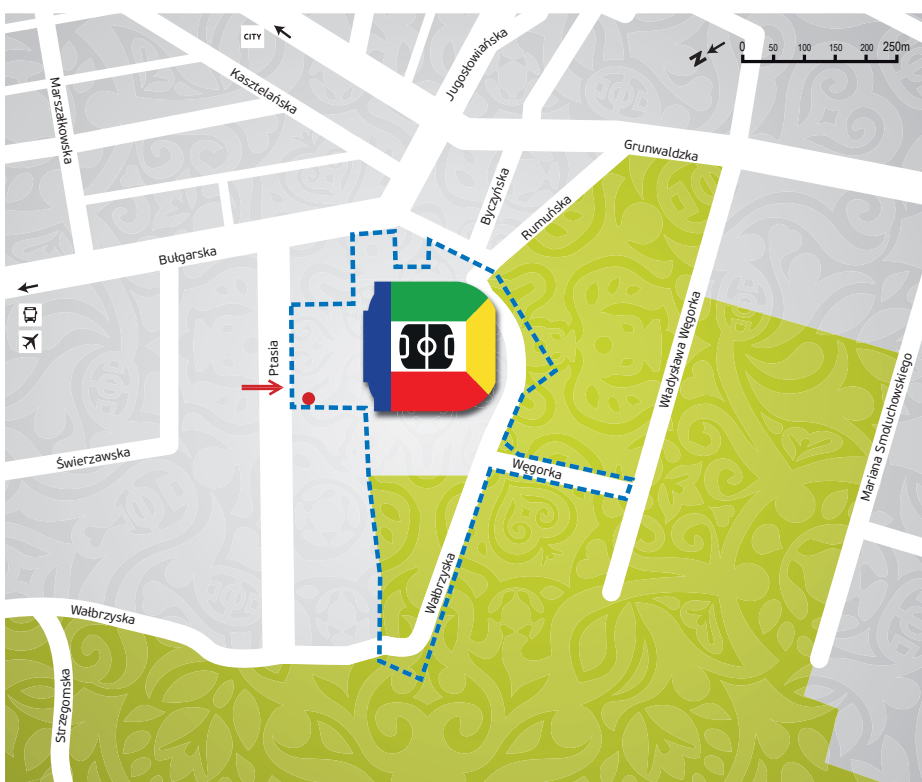 CITY
N
0 50 100 150 200 250m
Jugosłowiańska
Kasztelańska
Marszałkowska
Grunwaldzka
Byczyńska
Rumuńska
Bułgarska
Ptasia
Władysława Węgorka
Mariana Smoluchowskiego
Świerzawska
Węgorka
Wałbrzyska
Wałbrzyska
Strzegomska